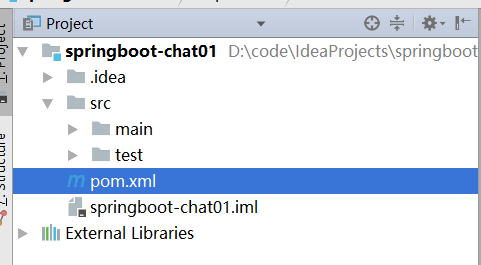 Project
springboot-chat01 D:\code\IdeaProjects\springboot
.idea
src
main
test
pom.xml
springboot-chat01.iml
External Libraries
1: Project
7: Structure